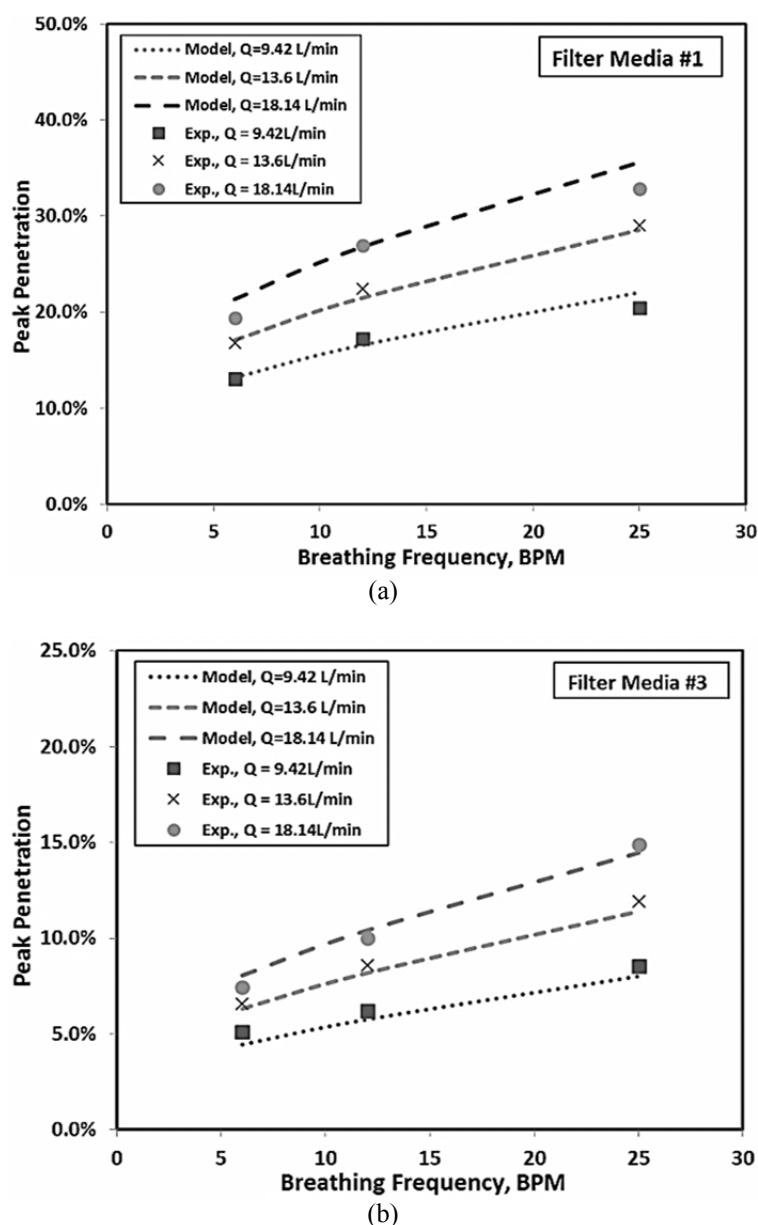 50.0%
40.0%
30.0%
20.0%
10.0%
0.0%
Peak Penetration
Model, Q=9.42 L/min
Model, Q=13.6 L/min
Model, Q=18.14 L/min
Exp., Q = 9.42L/min
Exp., Q = 13.6L/min
Exp., Q = 18.14L/min
Filter Media #1
0 5 10 15 20 25 30
Breathing Frequency, BPM
(a)
25.0%
20.0%
15.0%
10.0%
5.0%
0.0%
Peak Penetration
Model, Q=9.42 L/min
Model, Q=13.6 L/min
Model, Q=18.14 L/min
Exp., Q = 9.42L/min
Exp., Q = 13.6L/min
Exp., Q = 18.14L/min
Filter Media #3
0 5 10 15 20 25 30
Breathing Frequency, BPM
(b)